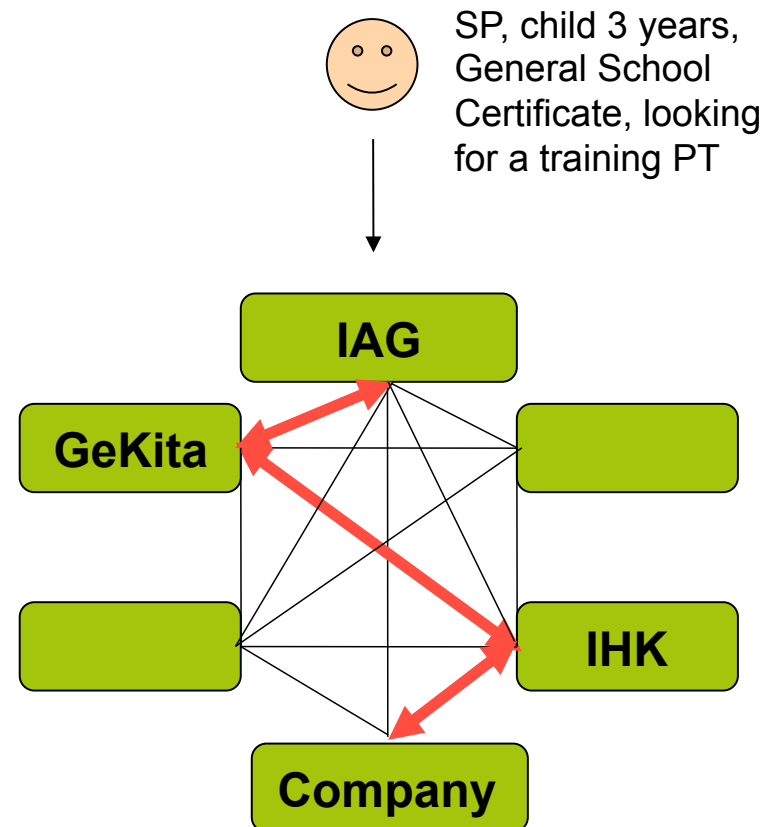 SP, child 3 years,
General School
Certificate, looking
for a training PT
IAG
GeKita
IHK
Company